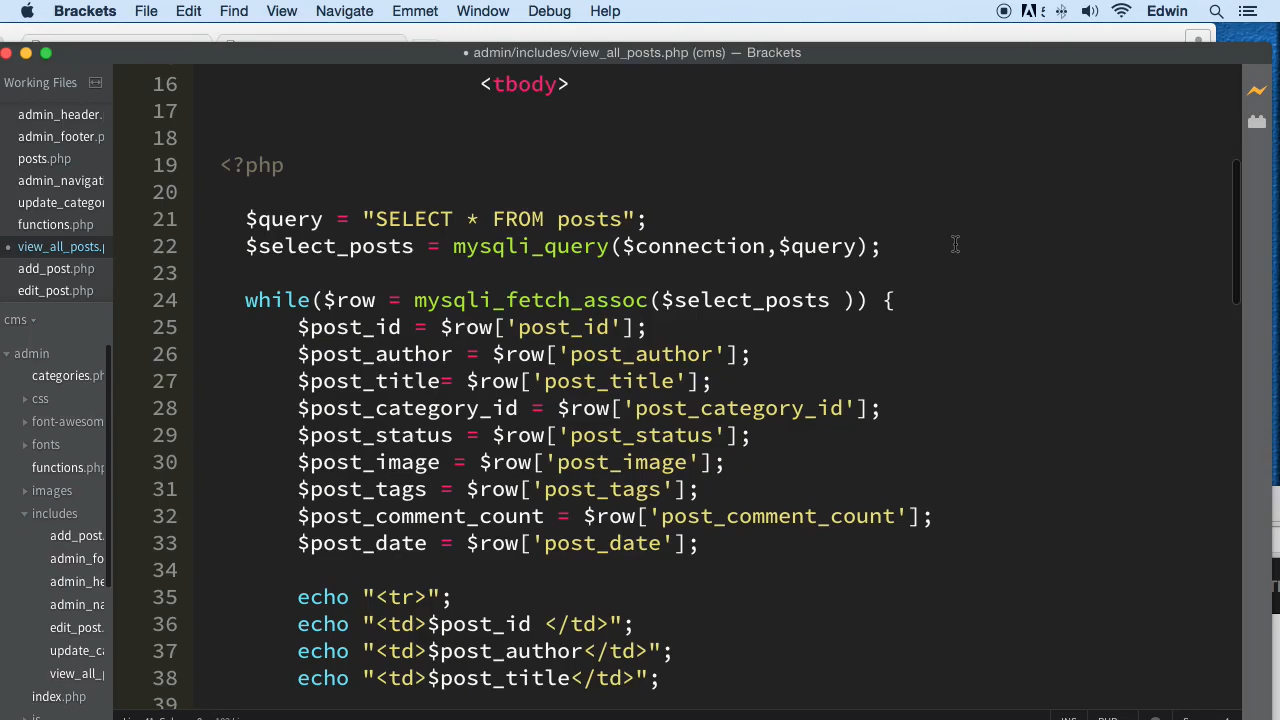 Brackets File Edit Find View Navigate Emmet Window Debug Help Edwin
• admin/includes/view_all_posts.php (cms) — Brackets
Working Files
admin_header.
admin_footer.p
posts.php
admin_navigat
update_categor
functions.php
view_all_posts.p
add_post.php
edit_post.php
cms
admin
categories.ph
css
font-awesom
fonts
functions.php
images
includes
add_post.
admin_fo
admin_he
admin_na
edit_post.
update_ca
view_all_p
index.php
16 <tbody>
17
18
19 <?php
20
21 $query = "SELECT * FROM posts";
22 $select_posts = mysqli_query($connection,$query);
23
24 while($row = mysqli_fetch_assoc($select_posts )) {
25 $post_id = $row['post_id'];
26 $post_author = $row['post_author'];
27 $post_title= $row['post_title'];
28 $post_category_id = $row['post_category_id'];
29 $post_status = $row['post_status'];
30 $post_image = $row['post_image'];
31 $post_tags = $row['post_tags'];
32 $post_comment_count = $row['post_comment_count'];
33 $post_date = $row['post_date'];
34
35 echo "<tr>";
36 echo "<td>$post_id </td>";
37 echo "<td>$post_author</td>";
38 echo "<td>$post_title</td>";
39